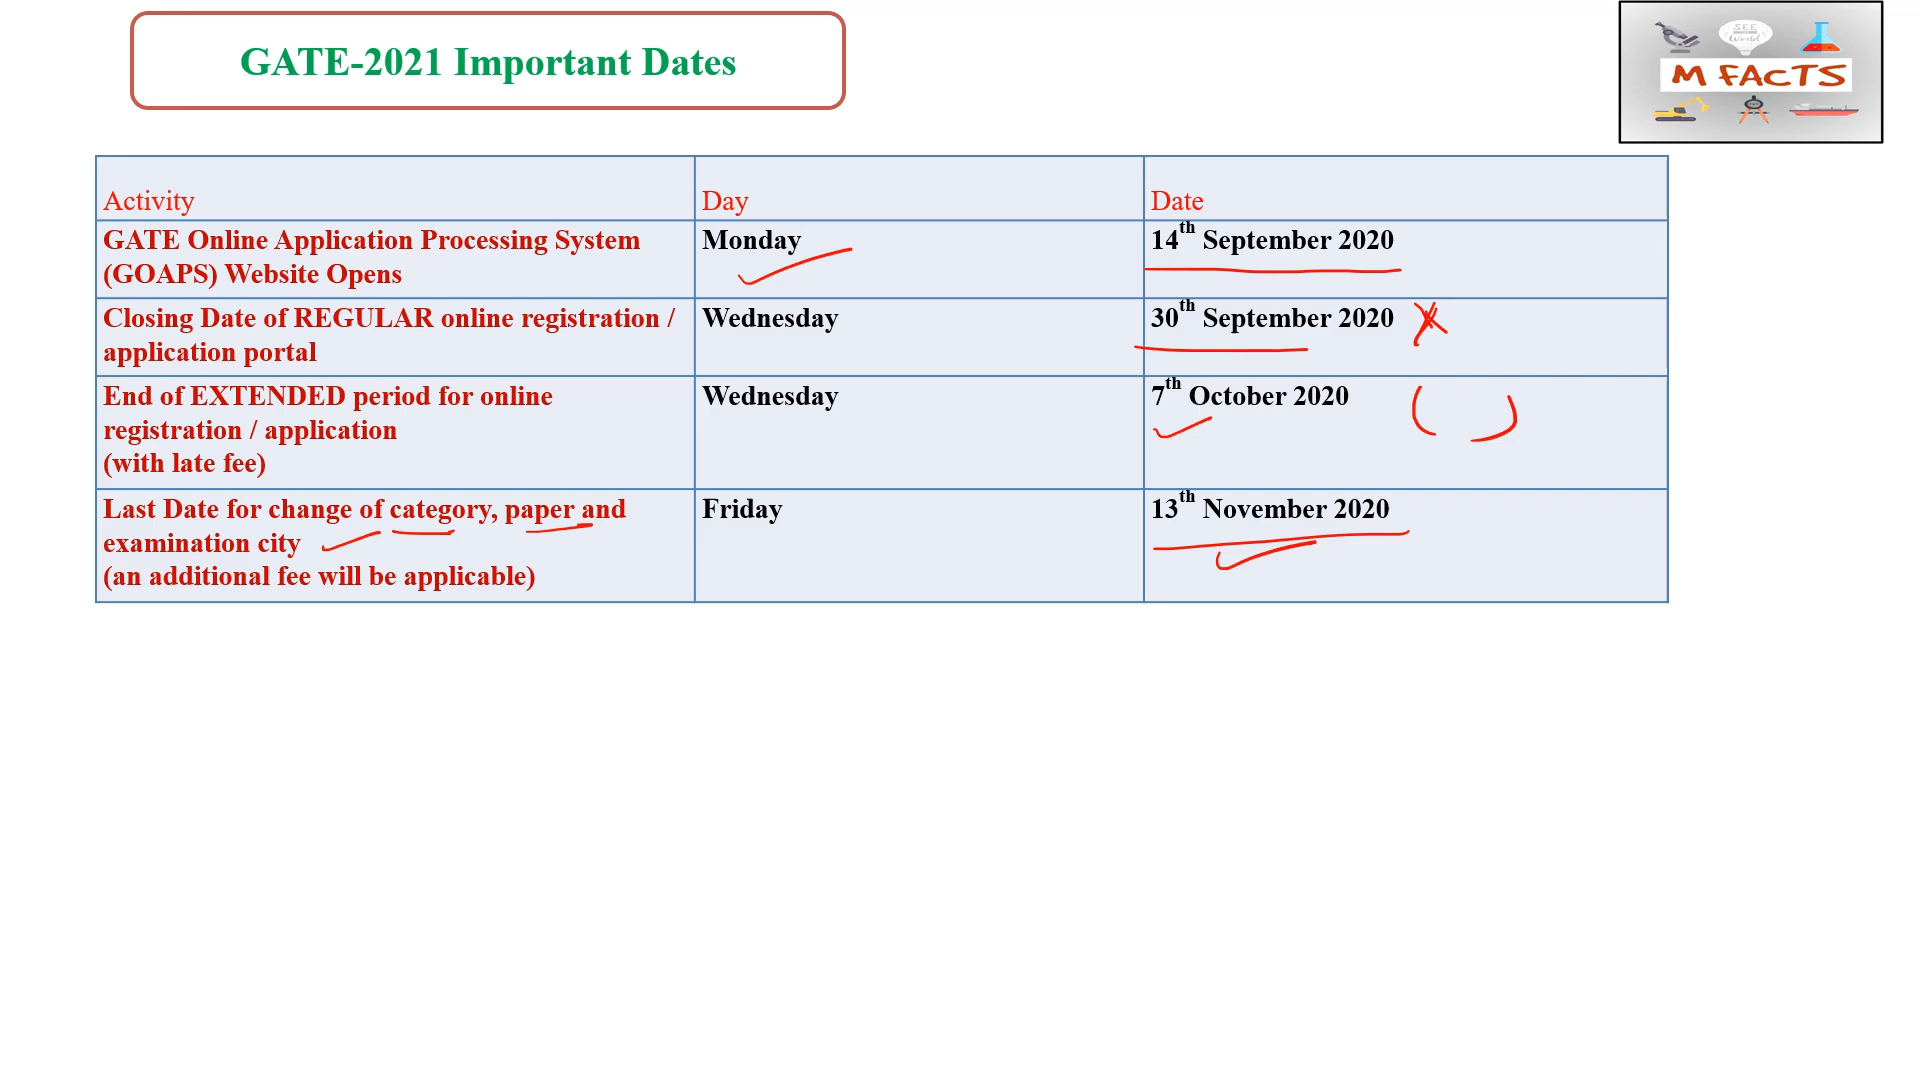 GATE-2021 Important Dates
SEE
World
M FACTS
Activity
Day
Date
GATE Online Application Processing System
(GOAPS) Website Opens
Monday
14th September 2020
Closing Date of REGULAR online registration /
application portal
Wednesday
30th September 2020
End of EXTENDED period for online
registration / application
(with late fee)
Wednesday
7th October 2020
Last Date for change of category, paper and
examination city
(an additional fee will be applicable)
Friday
13th November 2020